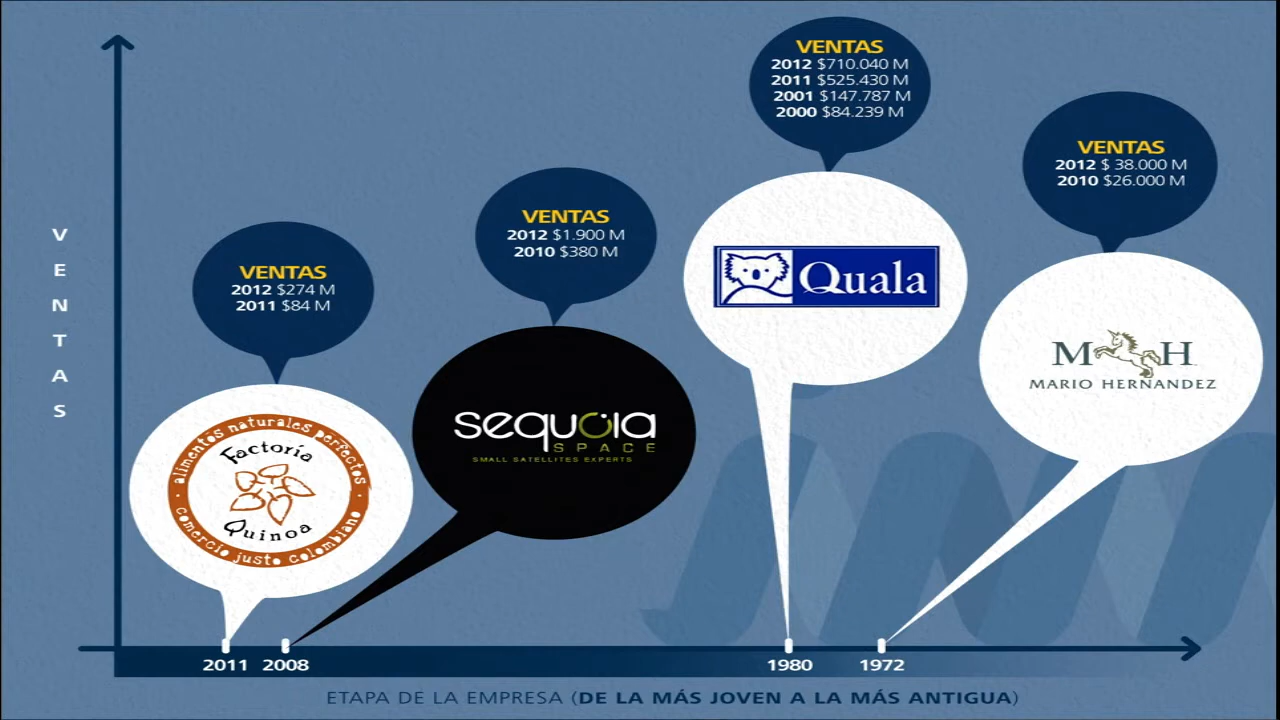 VENTAS
VENTAS
2012 $274 M
2011 $84 M
alimentos naturales perfectos
Factoría
Quinoa
comercio justo colombiano
VENTAS
2012 $1.900 M
2010 $380 M
sequoia
SPACE
SMALL SATELLITES EXPERTS
VENTAS
2012 $710.040 M
2011 $525.430 M
2001 $147.787 M
2000 $84.239 M
Quala
VENTAS
2012 $ 38.000 M
2010 $26.000 M
M H
MARIO HERNANDEZ
2011 2008 1980 1972
ETAPA DE LA EMPRESA (DE LA MÁS JOVEN A LA MÁS ANTIGUA)